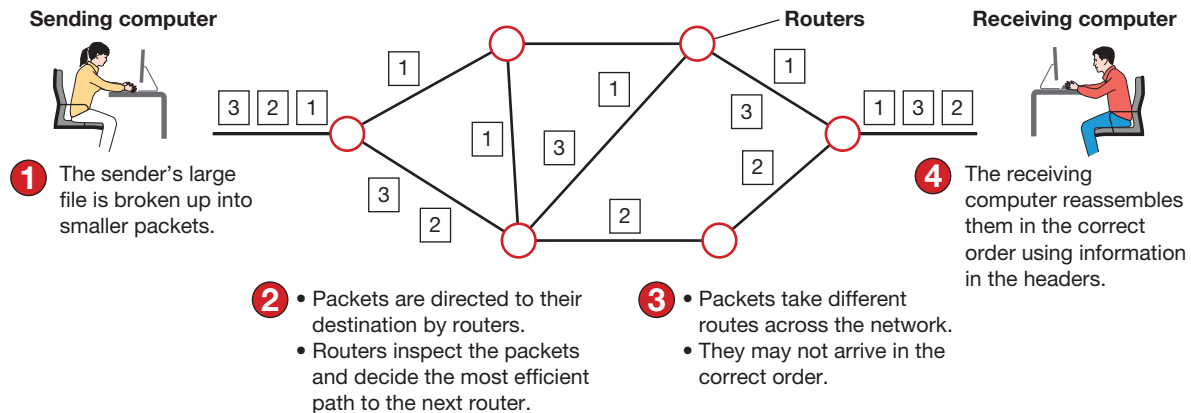 Sending computer
Routers
Receiving computer
1
1
1
3 2 1
1
3
1
3
1 3 2
3
2
2
2
1 The sender's large
file is broken up into
smaller packets.
4 The receiving
computer reassembles
them in the correct
order using information
in the headers.
2 • Packets are directed to their
destination by routers.
• Routers inspect the packets
and decide the most efficient
path to the next router.
3 • Packets take different
routes across the network.
• They may not arrive in the
correct order.